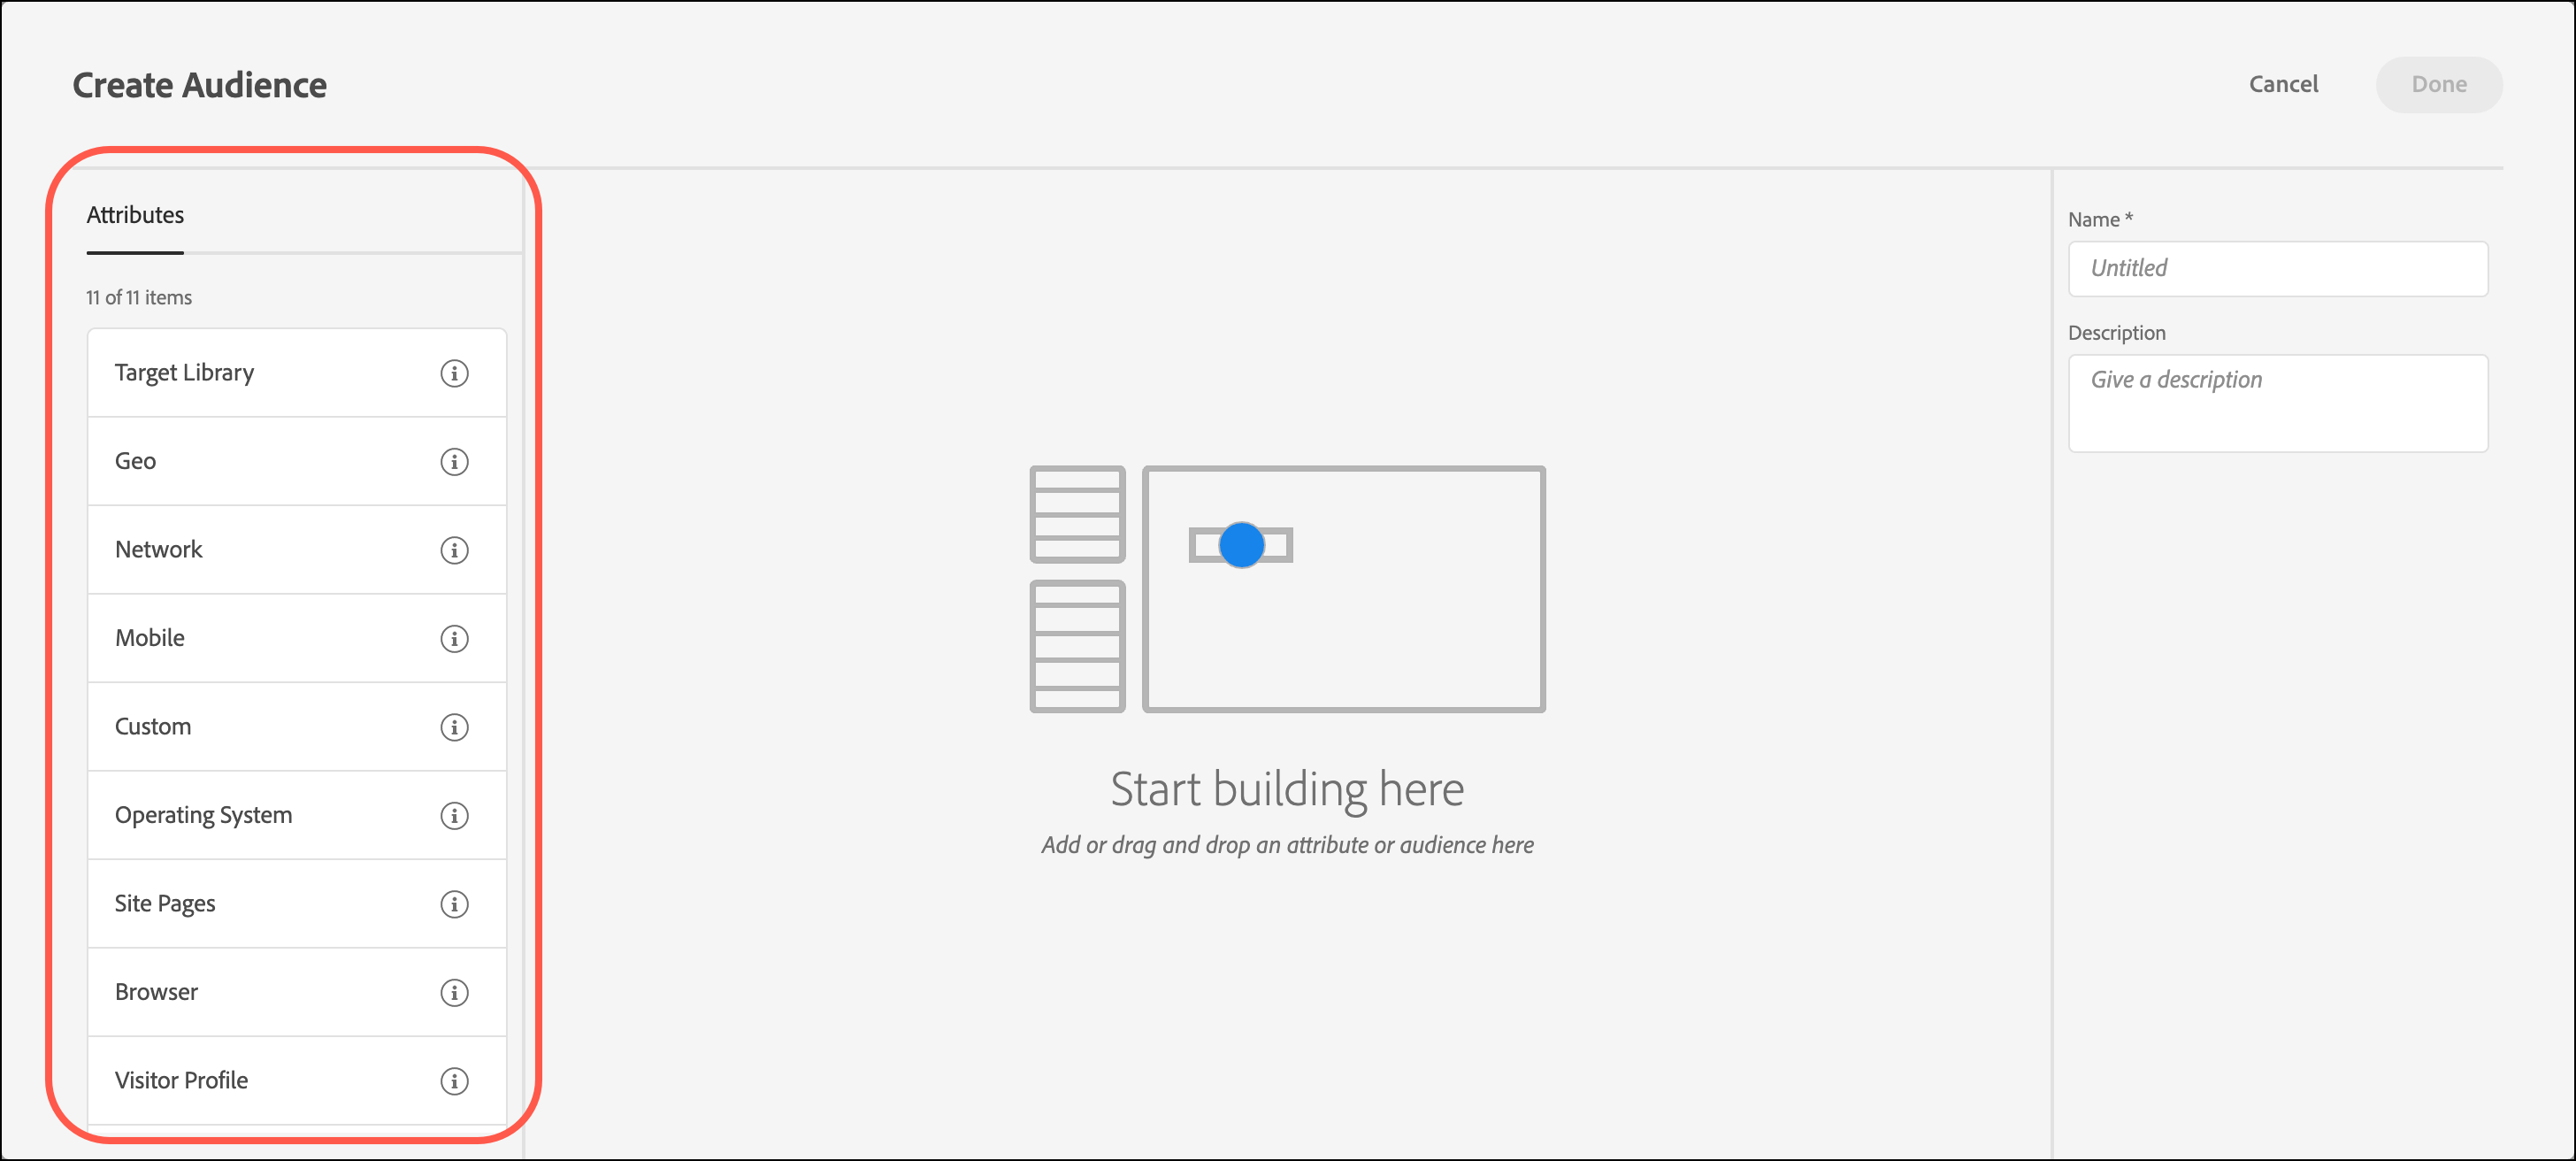 Create Audience
Cancel
Done
Attributes
11 of 11 items
Target Library
Geo
Network
Mobile
Custom
Operating System
Site Pages
Browser
Visitor Profile
Start building here
Add or drag and drop an attribute or audience here
Name *
Untitled
Description
Give a description